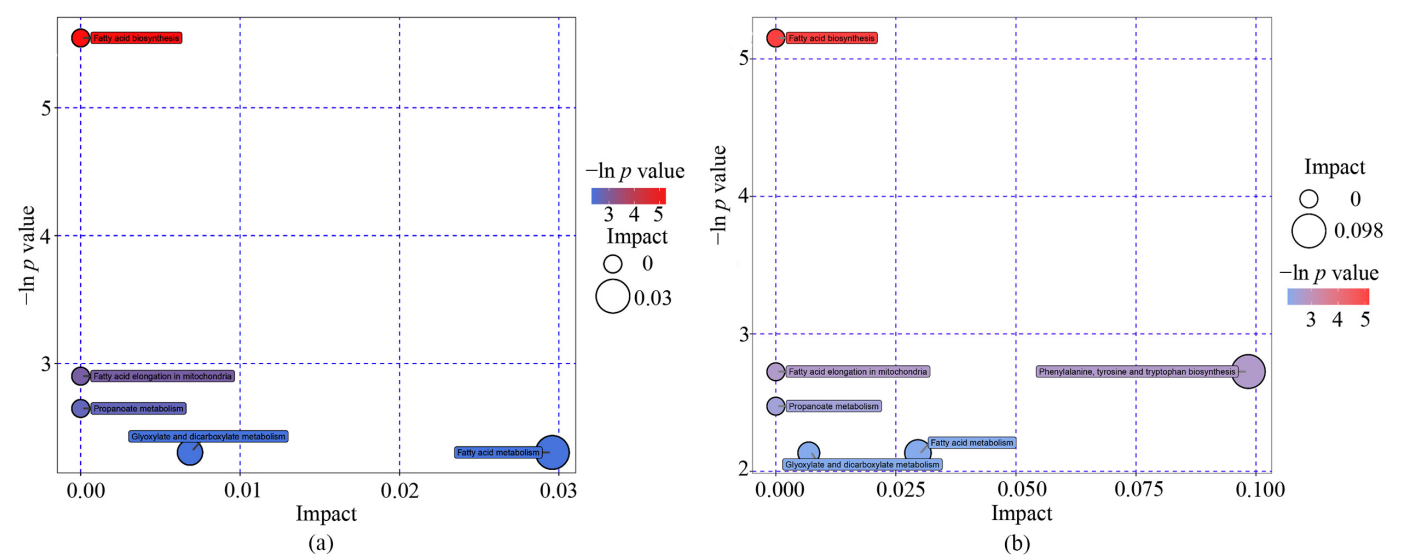 Fatty acid biosynthesis
5
4
3
−ln p value
Fatty acid elongation in mitochondria
Propanoate metabolism
Glyoxylate and dicarboxylate metabolism
Fatty acid metabolism
0.00 0.01 0.02 0.03
Impact
(a)
−ln p value
3 4 5
Impact
0
0.03
Fatty acid biosynthesis
5
4
3
2
−ln p value
Fatty acid elongation in mitochondria
Phenylalanine, tyrosine and tryptophan biosynthesis
Propanoate metabolism
Fatty acid metabolism
Glyoxylate and dicarboxylate metabolism
0.000 0.025 0.050 0.075 0.100
Impact
(b)
Impact
0
0.098
−ln p value
3 4 5